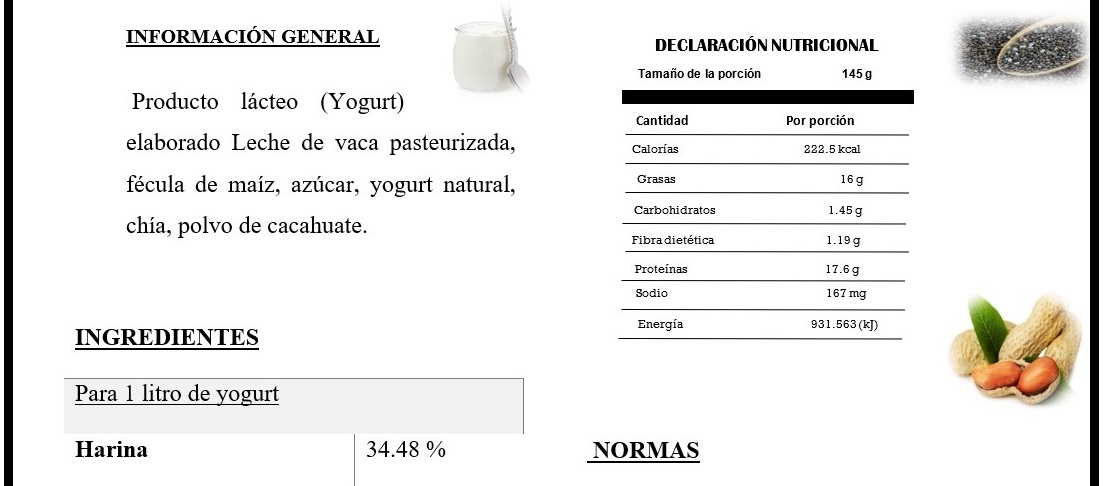 INFORMACIÓN GENERAL
Producto lácteo (Yogurt)
elaborado Leche de vaca pasteurizada,
fécula de maíz, azúcar, yogurt natural,
chía, polvo de cacahuate.
INGREDIENTES
Para 1 litro de yogurt
Harina 34.48 %
DECLARACIÓN NUTRICIONAL
Tamaño de la porción 145 g
Cantidad Por porción
Calorías 222.5 kcal
Grasas 16 g
Carbohidratos 1.45 g
Fibra dietética 1.19 g
Proteínas 17.6 g
Sodio 167 mg
Energía 931.563 (kJ)
NORMAS